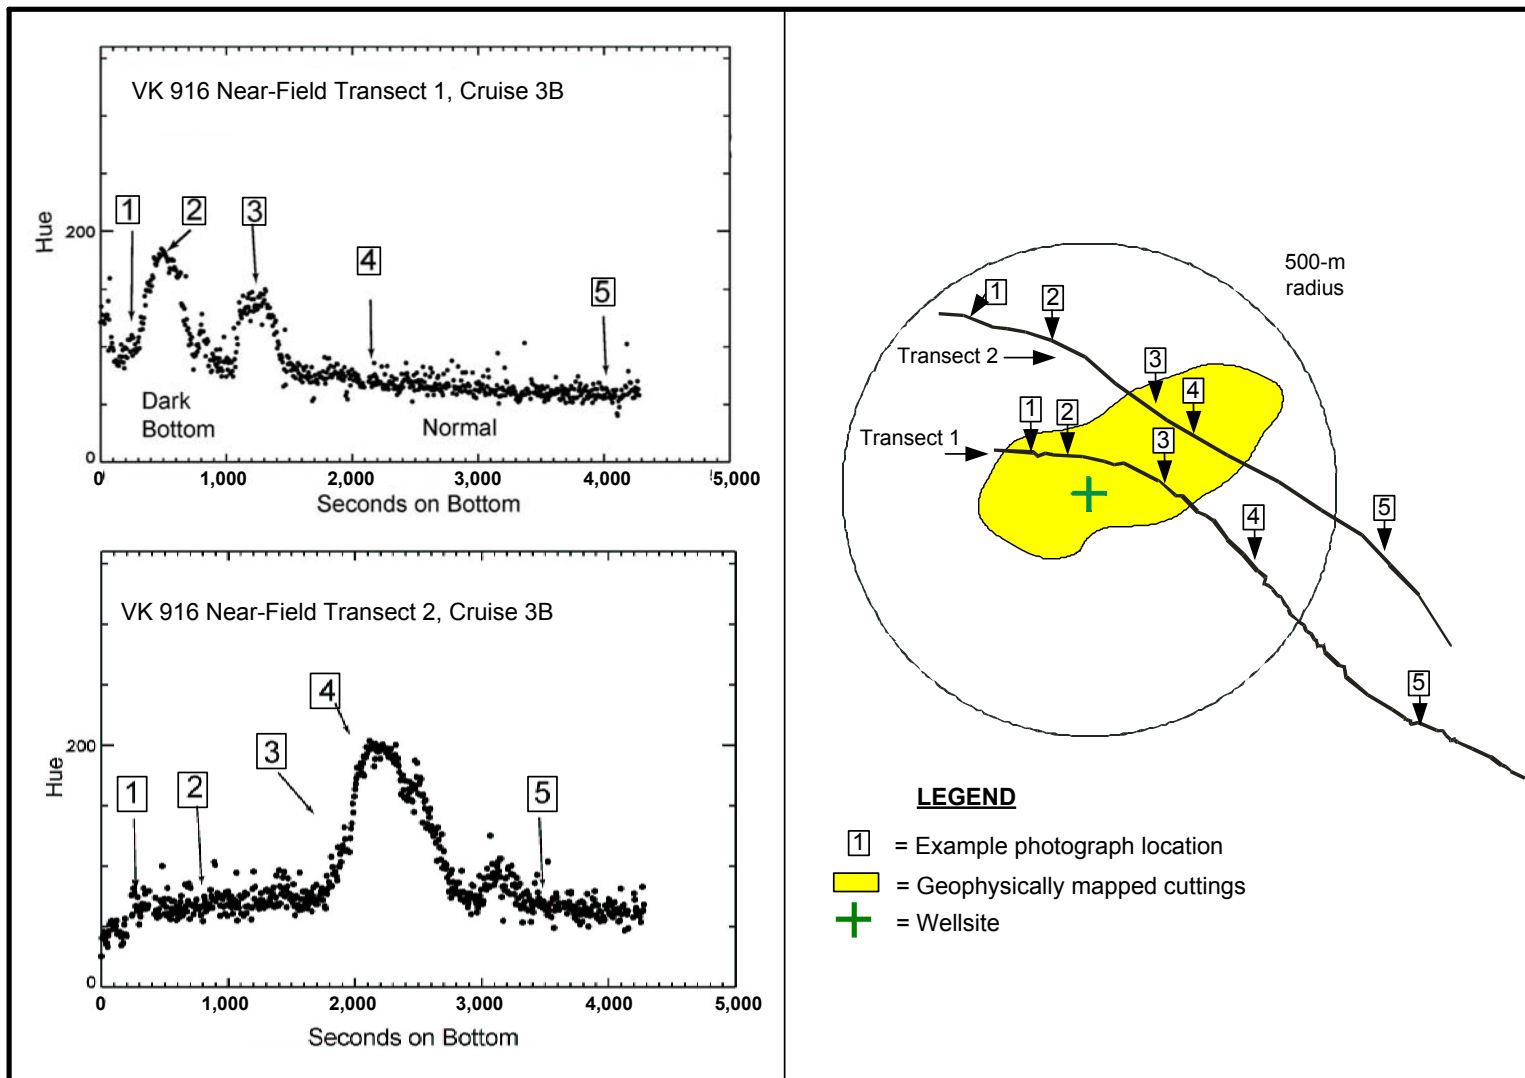 VK 916 Near-Field Transect 1, Cruise 3B
1
2
3
4
5
Hue
200
0
Dark
Bottom
Normal
0
1,000
2,000
3,000
4,000
5,000
Seconds on Bottom
VK 916 Near-Field Transect 2, Cruise 3B
4
3
1
2
5
Hue
200
0
0
1,000
2,000
3,000
4,000
5,000
Seconds on Bottom
500-m
radius
1
2
Transect 2
3
4
1
2
Transect 1
3
4
5
5
LEGEND
1 = Example photograph location
= Geophysically mapped cuttings
= Wellsite